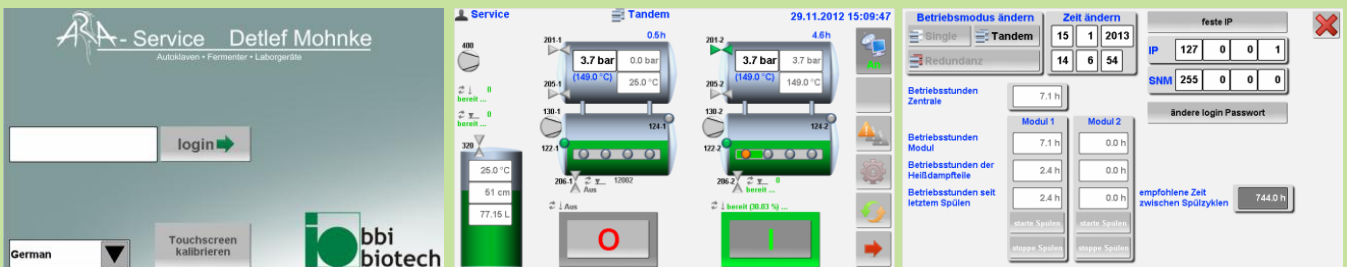 ARA - Service Detlef Mohnke
Autoklaven • Fermenter • Laborgeräte
login
German
Touchscreen
kalibrieren
bbi
biotech
Service
Tandem
29.11.2012 15:09:47
400
201-1
0.5h
3.7 bar
0.0 bar
(149.0 °C)
25.0 °C
205-1
201-2
4.6h
3.7 bar
3.7 bar
(149.0 °C)
149.0 °C
205-2
0
bereit ...
0
bereit ...
130-1
124-1
130-2
124-2
320
122-1
122-2
25.0 °C
51 cm
77.15 L
206-1
12002
Aus
Aus
206-2
0
bereit ...
bereit (30.03 %) ...
O
I
Betriebsmodus ändern
Single
Tandem
Redundanz
Zeit ändern
15 1 2013
14 6 54
feste IP
IP 127 0 0 1
SNM 255 0 0 0
ändere login Passwort
Betriebsstunden
Zentrale
7.1 h
Modul 1
Modul 2
Betriebsstunden
Modul
7.1 h
0.0 h
Betriebsstunden der
Heißdampfteile
2.4 h
0.0 h
Betriebsstunden seit
letztem Spülen
2.4 h
0.0 h
empfohlene Zeit
zwischen Spülzyklen
744.0 h
starte Spülen
starte Spülen
stoppe Spülen
stoppe Spülen